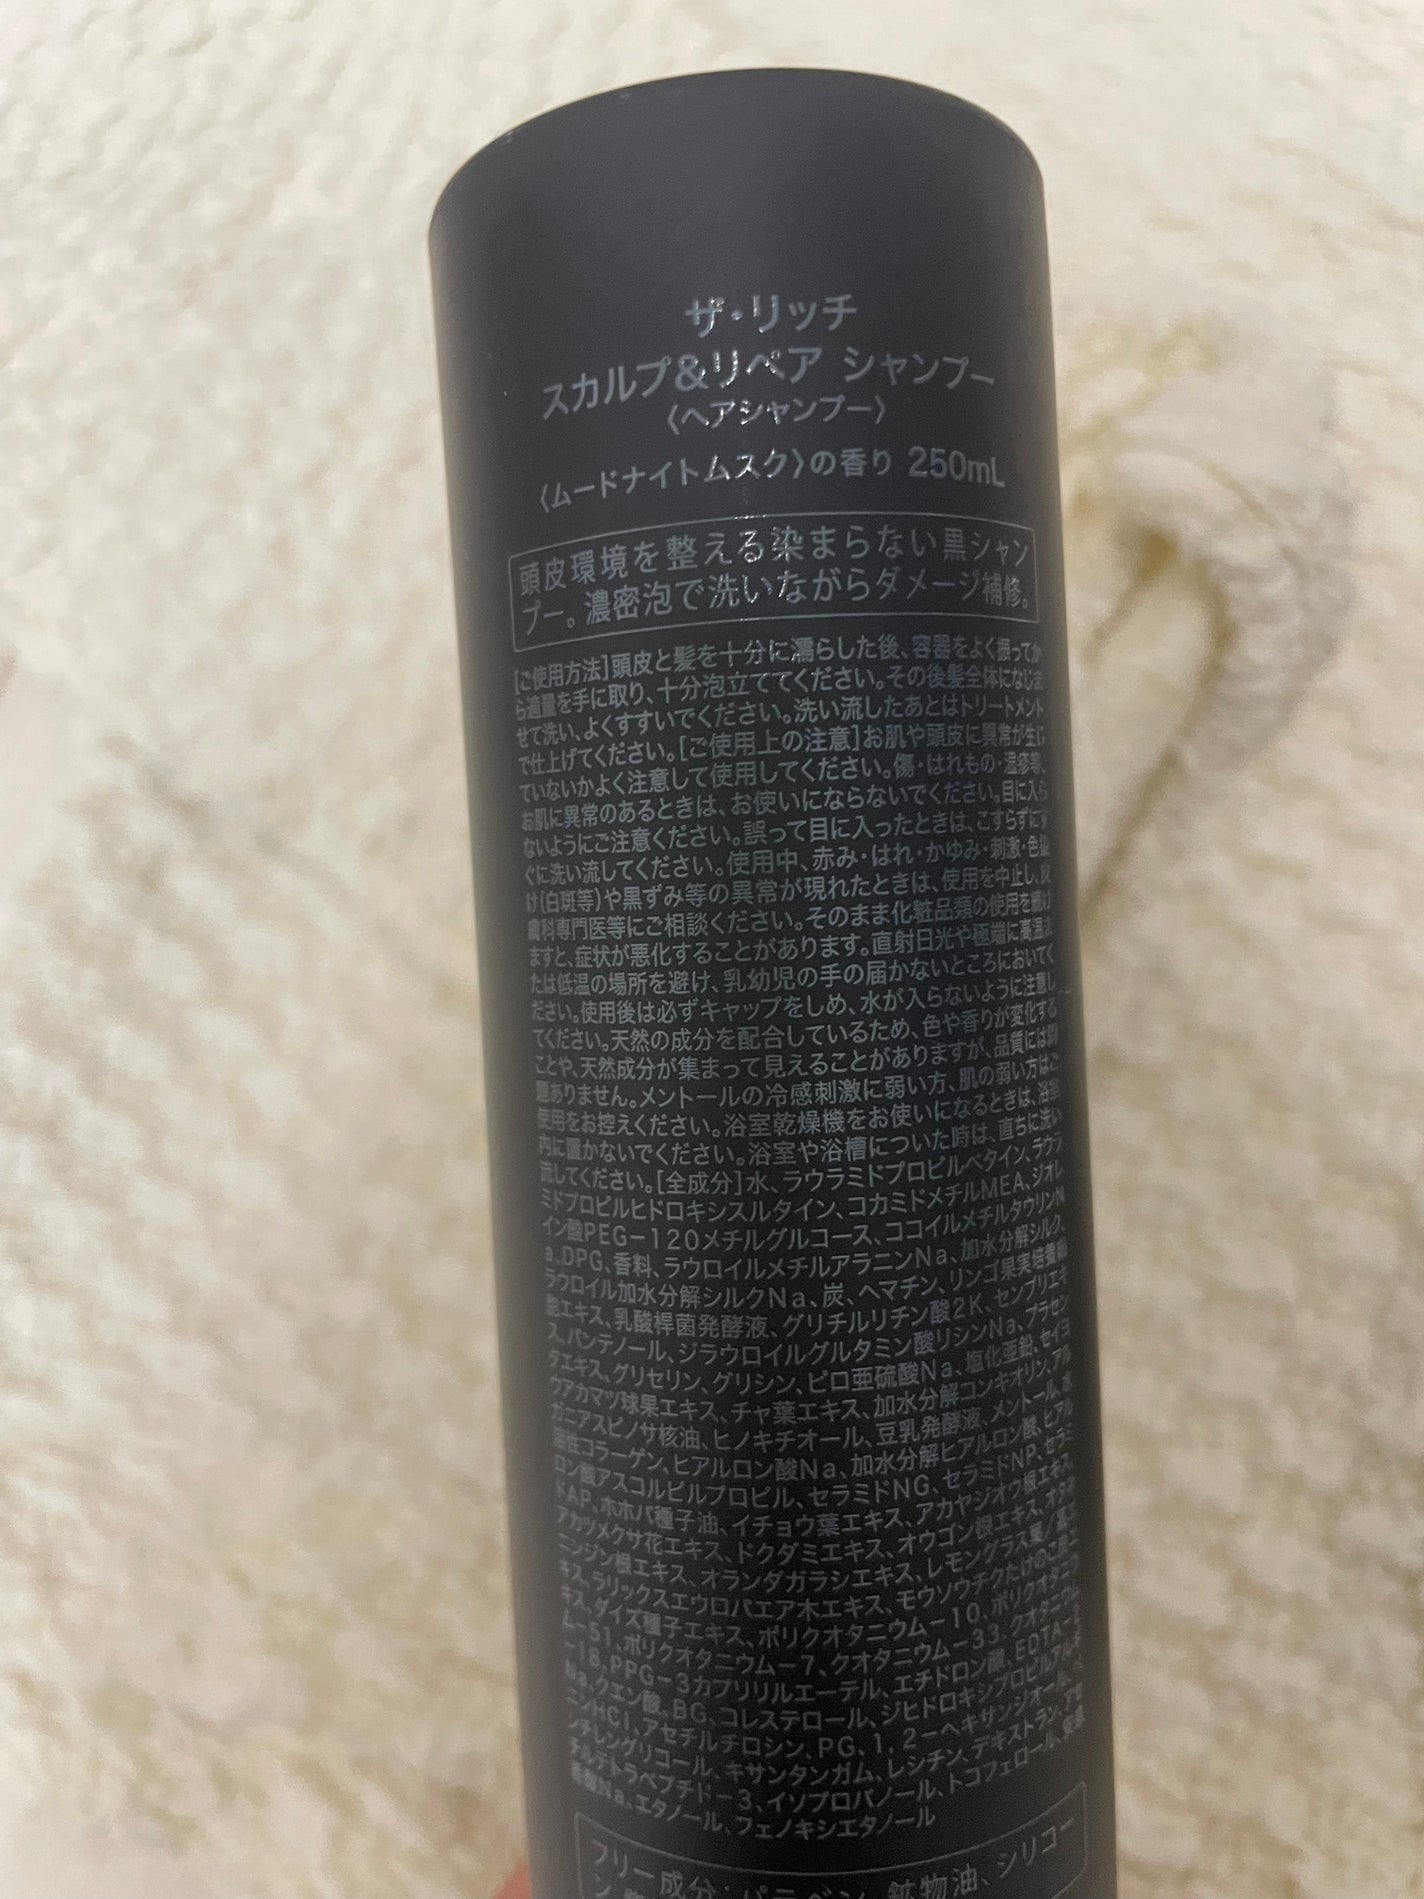 ザ・リッチ
スカルプ&リペア シャンプー
〈ヘアシャンプー〉
〈ムードナイトムスク〉の香り 250mL
頭皮環境を整える染まらない黒シャン
プー。濃密泡で洗いながらダメージ補修。
[ご使用方法]頭皮と髪を十分に濡らした後、容器をよく振ってか
ら適量を手に取り、十分泡立ててください。その後髪全体になじま
せて洗い、よくすすいでください。洗い流したあとはトリートメント
で仕上げてください。[ご使用上の注意]お肌や頭皮に異常が生じ
ていないかよく注意して使用してください。傷・はれもの・湿疹等、
お肌に異常のあるときは、お使いにならないでください。目に入ら
ないようにご注意ください。誤って目に入ったときは、こすらずにす
ぐに洗い流してください。使用中、赤み・はれ・かゆみ・刺激・色抜
け(白斑等)や黒ずみ等の異常が現れたときは、使用を中止し、皮
膚科専門医等にご相談ください。そのまま化粧品類の使用を続け
ますと、症状が悪化することがあります。直射日光や極端に高温ま
たは低温の場所を避け、乳幼児の手の届かないところにおいてく
ださい。使用後は必ずキャップをしめ、水が入らないように注意し
てください。天然の成分を配合しているため、色や香りが変化する
ことや、天然成分が集まって見えることがありますが、品質には問
題ありません。メントールの冷感刺激に弱い方、肌の弱い方はご
使用をお控えください。浴室乾燥機をお使いになるときは、浴室
内に置かないでください。浴室や浴槽についた時は、直ちに洗い
流してください。[全成分]水、ラウラミドプロピルベタイン、ラウラ
ミドプロピルヒドロキシスルタイン、コカミドメチルMEA、ジオレ
イン酸PEG-120メチルグルコース、ココイルメチルタウリンN
a、DPG、香料、ラウロイルメチルアラニンNa、加水分解シルク、
ラウロイル加水分解シルクNa、炭、ヘマチン、リンゴ果実培養細
胞エキス、乳酸桿菌発酵液、グリチルリチン酸2K、センブリエキ
ス、パンテノール、ジラウロイルグルタミン酸リシンNa、プラセン
タエキス、グリセリン、グリシン、ピロ亜硫酸Na、塩化亜鉛、セイヨ
ウアカマツ球果エキス、チャ葉エキス、加水分解コンキオリン、アル
ガニアスピノサ核油、ヒノキチオール、豆乳発酵液、メントール、水
溶性コラーゲン、ヒアルロン酸Na、加水分解ヒアルロン酸、ヒアル
ロン酸アスコルビルプロピル、セラミドNG、セラミドNP、セラミ
ドAP、ホホバ種子油、イチョウ葉エキス、アカヤジオウ根エキス、
アカツメクサ花エキス、ドクダミエキス、オウゴン根エキス、オタネ
ニンジン根エキス、オランダガラシエキス、レモングラス葉/茎エ
キス、ラリックスエウロパエア木エキス、モウソウチクたけのこ皮エ
キス、ダイズ種子エキス、ポリクオタニウム-10、ポリクオタニウ
ム-51、ポリクオタニウム-7、クオタニウム-33、クオタニウム
-18、PPG-3カプリリルエーテル、エチドロン酸、EDTA-2
Na、クエン酸、BG、コレステロール、ジヒドロキシプロピルアルギ
ニンHCl、アセチルチロシン、PG、1,2-ヘキサンジオール、ペ
ンチレングリコール、キサンタンガム、レシチン、デキストラン、アセ
チルテトラペプチド-3、イソプロパノール、トコフェロール、安息
香酸Na、エタノール、フェノキシエタノール
フリー成分：パラベン、鉱物油、シリコー